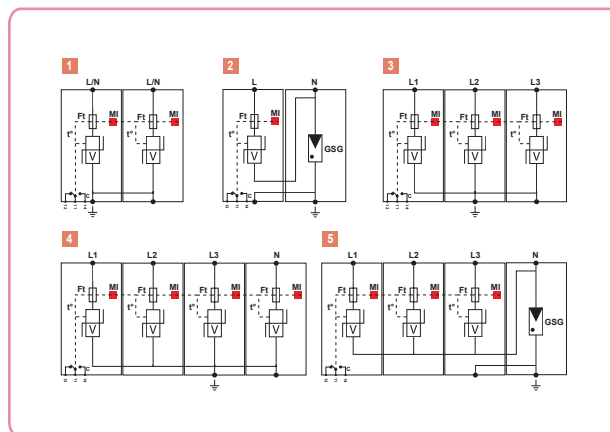 1
L/N L/N
Ft MI Ft MI
t° t°
V V
C
2
L N
Ft MI
t°
V GSG
C
3
L1 L2 L3
Ft MI Ft MI Ft MI
t° t° t°
V V V
C
4
L1 L2 L3 N
Ft MI Ft MI Ft MI Ft MI
t° t° t° t°
V V V V
C
5
L1 L2 L3 N
Ft MI Ft MI Ft MI
t° t° t°
V V V GSG
C